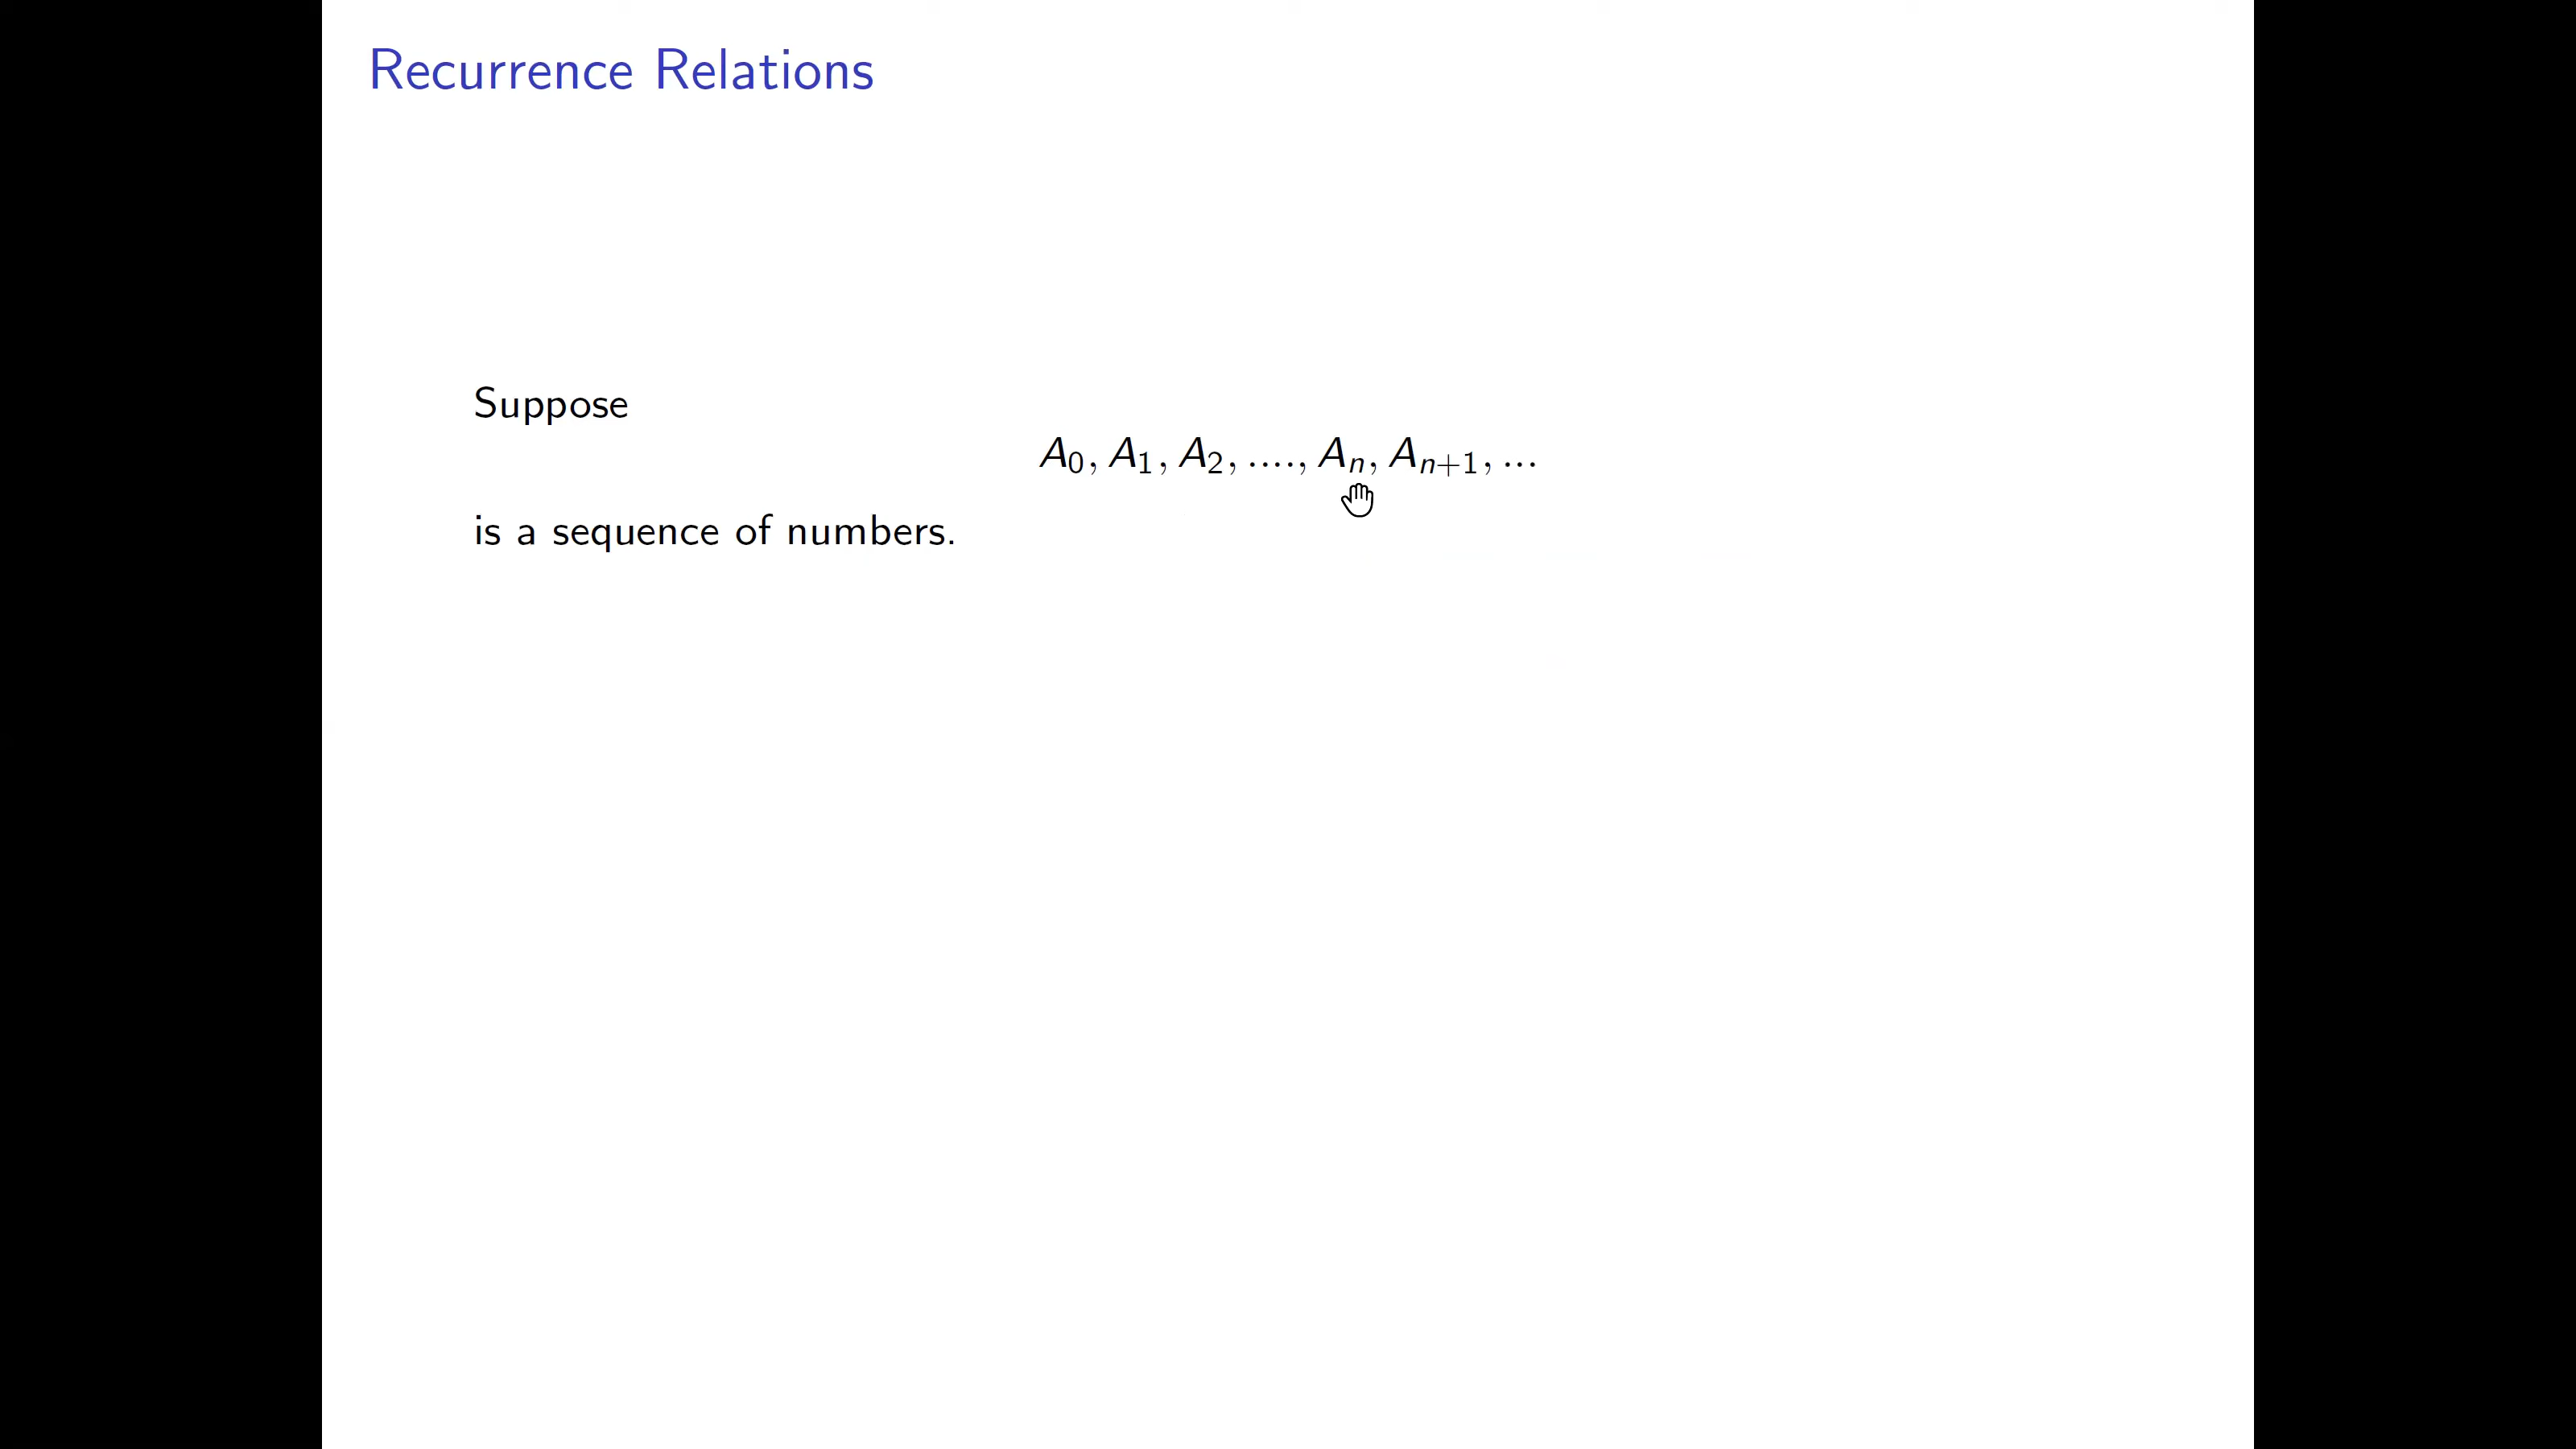 Recurrence Relations
Suppose
A₀, A₁, A₂, ...., Aₙ, Aₙ₊₁, ...
is a sequence of numbers.